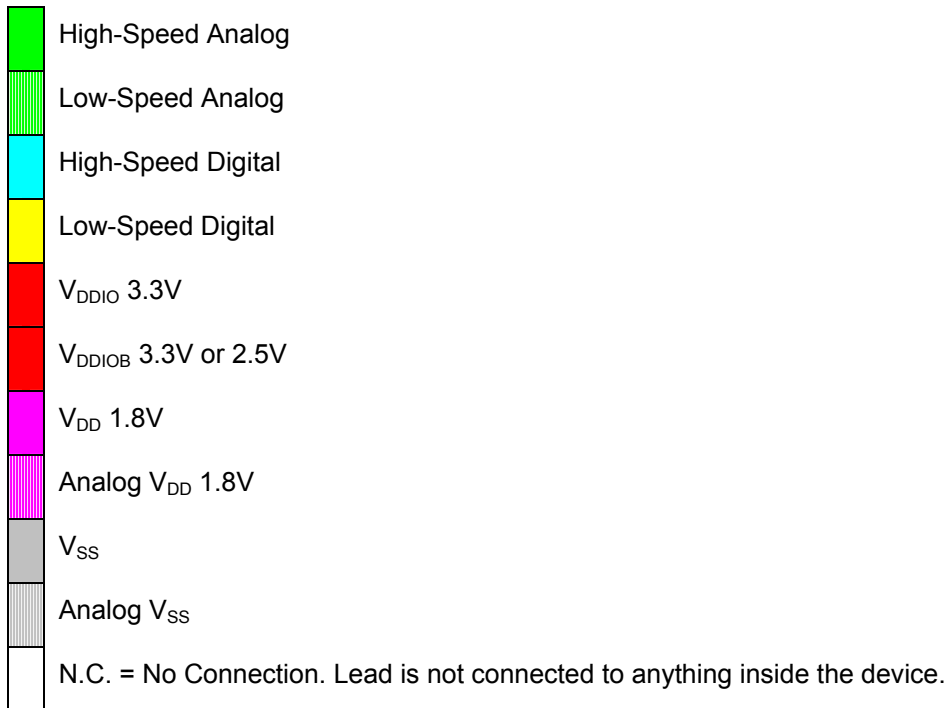 High-Speed Analog
Low-Speed Analog
High-Speed Digital
Low-Speed Digital
VDDIO 3.3V
VDDIOB 3.3V or 2.5V
VDD 1.8V
Analog VDD 1.8V
VSS
Analog VSS
N.C. = No Connection. Lead is not connected to anything inside the device.